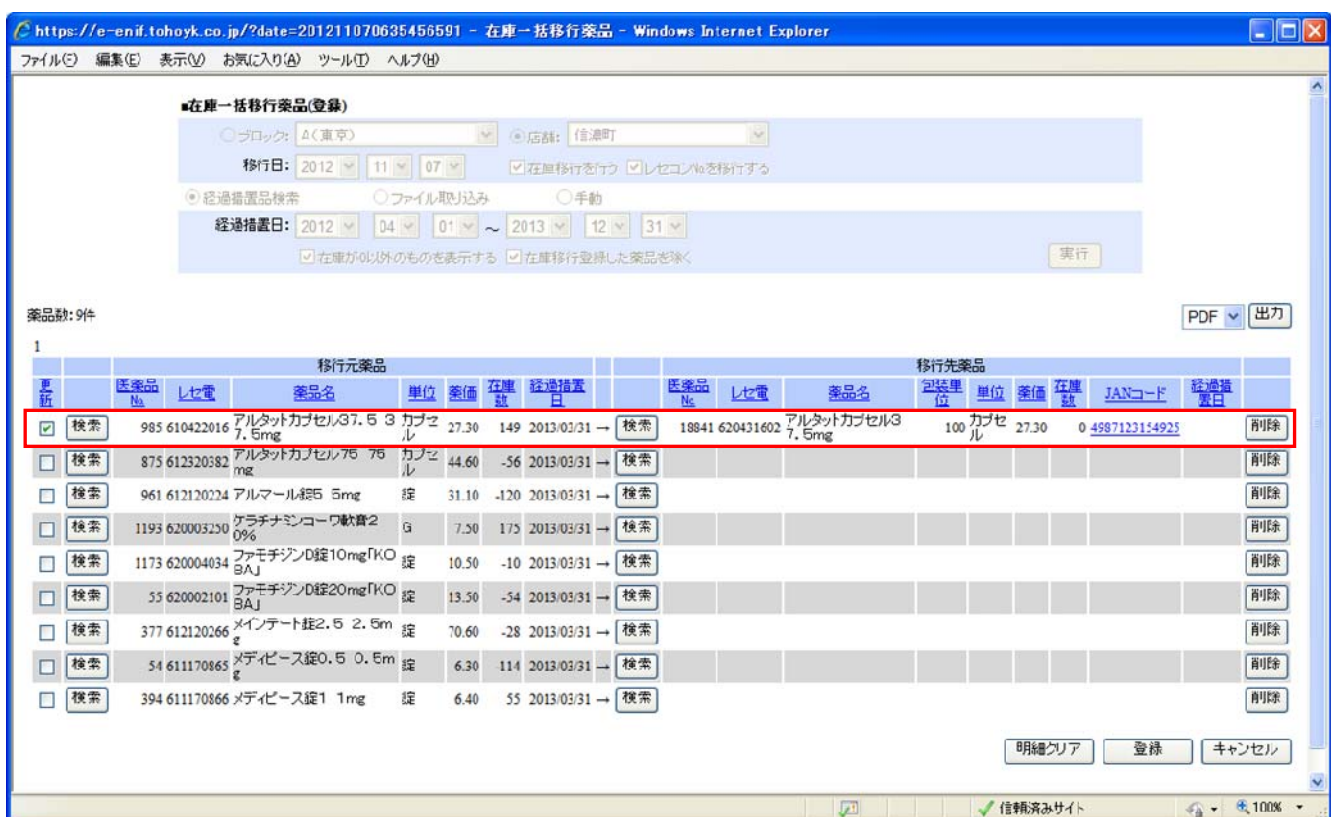 https://e-enif.tohoyk.co.jp/?date=201211070635456591 - 在庫一括移行薬品 - Windows Internet Explorer
ファイル(F) 編集(E) 表示(V) お気に入り(A) ツール(T) ヘルプ(H)
■在庫一括移行薬品(登録)
ブロック: A(東京) 店舗: 信濃町
移行日: 2012 11 07 在庫移行を行う レセコンNoを移行する
経過措置品検索 ファイル取り込み 手動
経過措置日: 2012 04 01 ～ 2013 12 31
在庫が0以外のものを表示する 在庫移行登録した薬品を除く 実行
薬品数:9件 PDF 出力
1
移行元薬品 移行先薬品
更新 医薬品No. レセ電 薬品名 単位 薬価 在庫数 経過措置日 医薬品No. レセ電 薬品名 包装単位 単位 薬価 在庫数 JANコード 経過措置日
検索 985 610422016 アルタットカプセル37.5 37.5mg カプセル 27.30 149 2013/03/31 → 検索 18841 620431602 アルタットカプセル37.5mg 100 カプセル 27.30 0 4987123154925 削除
検索 875 612320382 アルタットカプセル75 75mg カプセル 44.60 -56 2013/03/31 → 検索 削除
検索 961 612120224 アルマール錠5 5mg 錠 31.10 -120 2013/03/31 → 検索 削除
検索 1193 620003250 ケラチナミンコーワ軟膏20% G 7.50 175 2013/03/31 → 検索 削除
検索 1173 620004034 ファモチジンD錠10mg「KOBA」 錠 10.50 -10 2013/03/31 → 検索 削除
検索 55 620002101 ファモチジンD錠20mg「KOBA」 錠 13.50 -54 2013/03/31 → 検索 削除
検索 377 612120266 メインテート錠2.5 2.5mg 錠 70.60 -28 2013/03/31 → 検索 削除
検索 54 611170865 メディピース錠0.5 0.5mg 錠 6.30 -114 2013/03/31 → 検索 削除
検索 394 611170866 メディピース錠1 1mg 錠 6.40 55 2013/03/31 → 検索 削除
明細クリア 登録 キャンセル
信頼済みサイト 100%